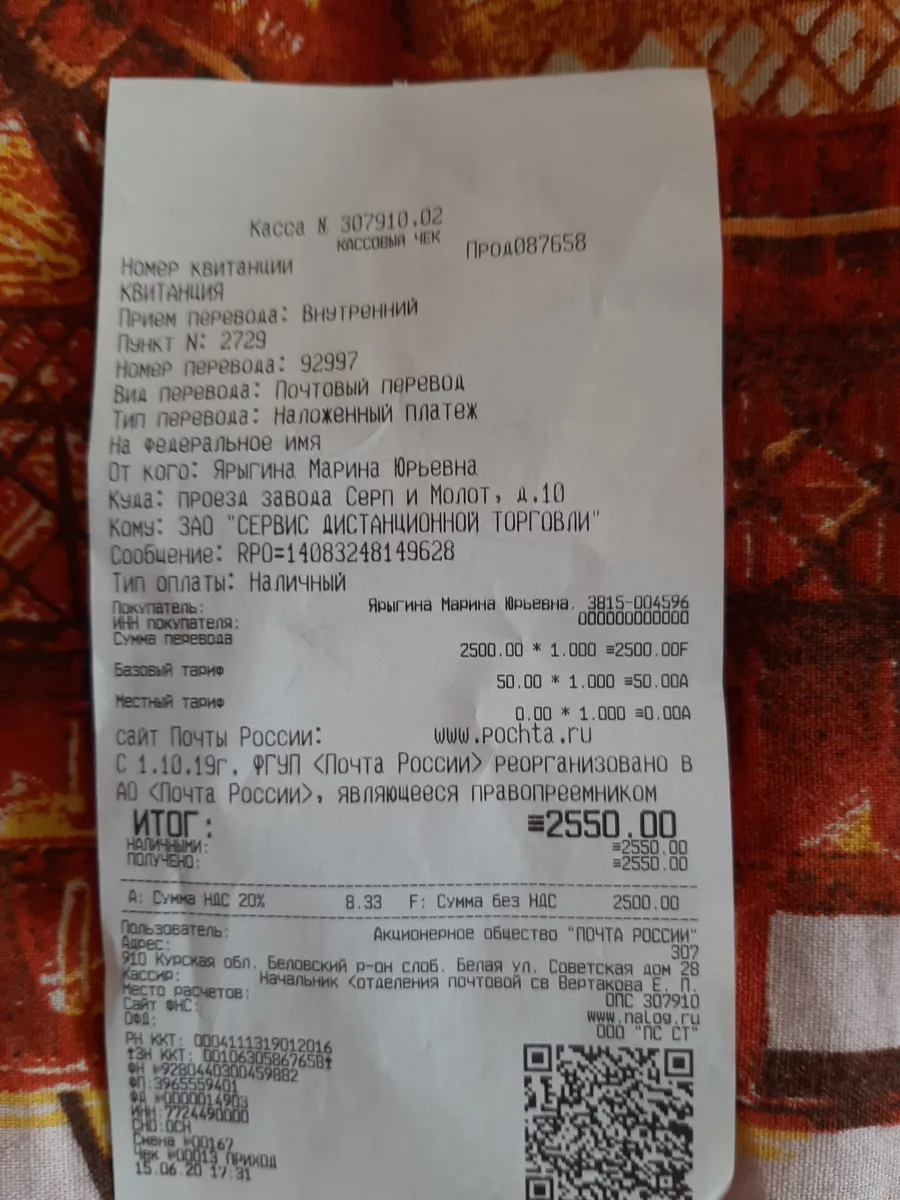 Касса № 307910.02
КАССОВЫЙ ЧЕК Прод087658
Номер квитанции
КВИТАНЦИЯ
Прием перевода: Внутренний
Пункт N: 2729
Номер перевода: 92997
Вид перевода: Почтовый перевод
Тип перевода: Наложенный платеж
На федеральное имя
От кого: Ярыгина Марина Юрьевна
Куда: проезд завода Серп и Молот, д.10
Кому: ЗАО "СЕРВИС ДИСТАНЦИОННОЙ ТОРГОВЛИ"
Сообщение: RPO=14083248149628
Тип оплаты: Наличный
Покупатель: Ярыгина Марина Юрьевна. 3815-004596
ИНН покупателя: 000000000000
Сумма перевода
2500.00 * 1.000 ≡2500.00F
Базовый тариф
50.00 * 1.000 ≡50.00А
Местный тариф
0.00 * 1.000 ≡0.00А
сайт Почты России: www.pochta.ru
С 1.10.19г. ФГУП <Почта России> реорганизовано в
АО <Почта России>, являющееся правопреемником
ИТОГ: ≡2550.00
НАЛИЧНЫМИ: ≡2550.00
ПОЛУЧЕНО: ≡2550.00
А: Сумма НДС 20% 8.33 F: Сумма без НДС 2500.00
Пользователь: Акционерное общество "ПОЧТА РОССИИ"
Адрес: 307
910 Курская обл. Беловский р-он слоб. Белая ул. Советская дом 28
Кассир: Начальник <отделения почтовой св Вертакова Е. П.
Место расчетов: ОПС 307910
Сайт ФНС: www.nalog.ru
ОФД: ООО "ПС СТ"
РН ККТ: 0004111319012016
†ЗН ККТ: 00106305867658†
ФН №9280440300459882
ФП:3965559401
ФД №0000014903
ИНН:7724490000
СНО:ОСН
Смена №00167
Чек №00013 ПРИХОД
15.06.20 17:31